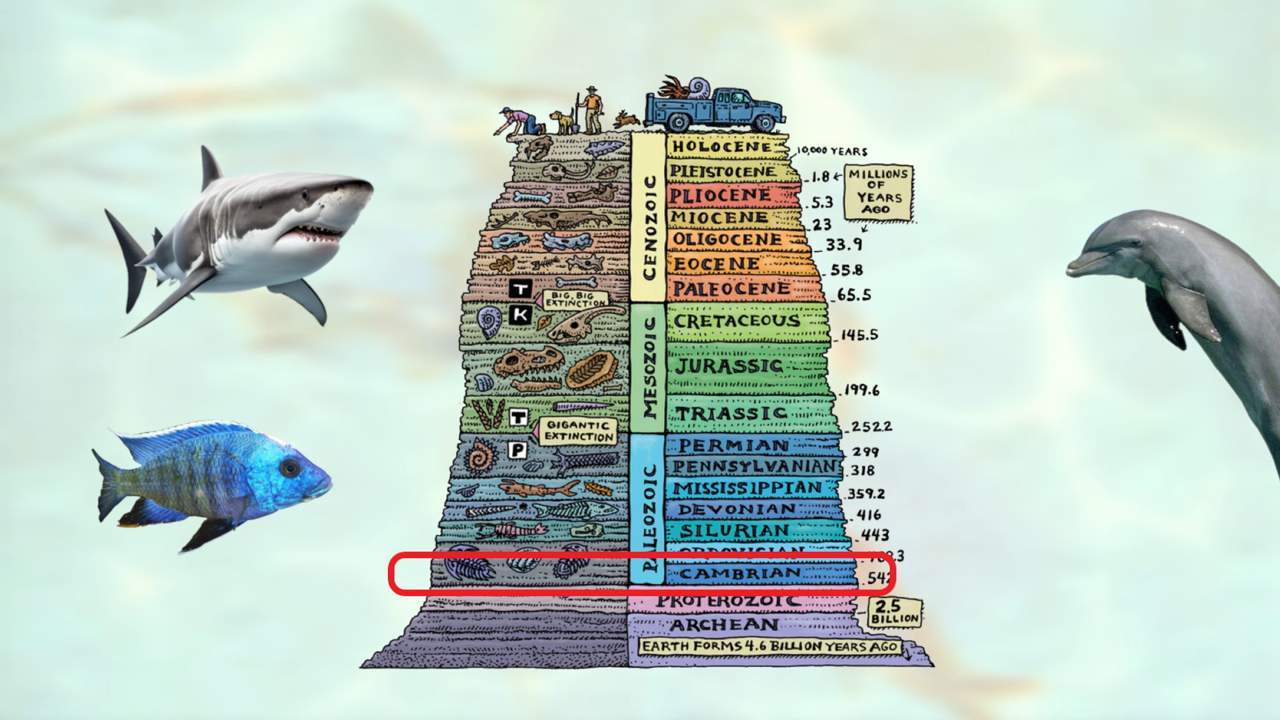 HOLOCENE
10,000 YEARS
PLEISTOCENE
1.8
MILLIONS
OF
YEARS
AGO
PLIOCENE
5.3
MIOCENE
23
OLIGOCENE
33.9
EOCENE
55.8
PALEOCENE
65.5
CENOZOIC
T
BIG, BIG
EXTINCTION
K
CRETACEOUS
145.5
JURASSIC
199.6
TRIASSIC
252.2
MESOZOIC
T
GIGANTIC
EXTINCTION
P
PERMIAN
299
PENNSYLVANIAN
318
MISSISSIPPIAN
359.2
DEVONIAN
416
SILURIAN
443
ORDOVICIAN
CAMBRIAN
542
PALEOZOIC
PROTEROZOIC
2.5
BILLION
ARCHEAN
EARTH FORMS 4.6 BILLION YEARS AGO